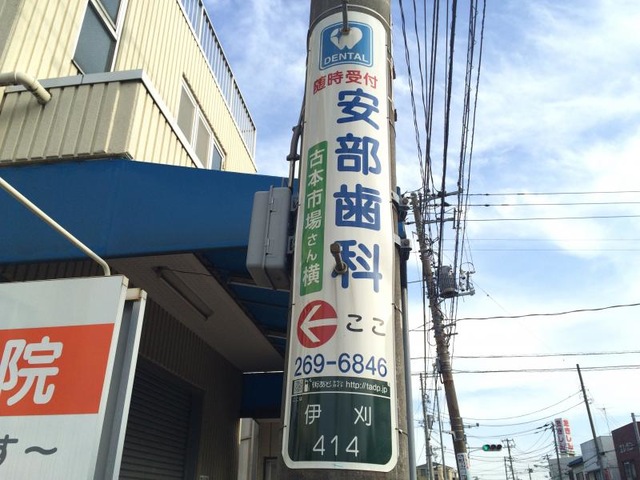 DENTAL
随時受付
安部歯科
古本市場さん横
ここ
269-6846
http://tadp.jp
伊刈
414
院
す～